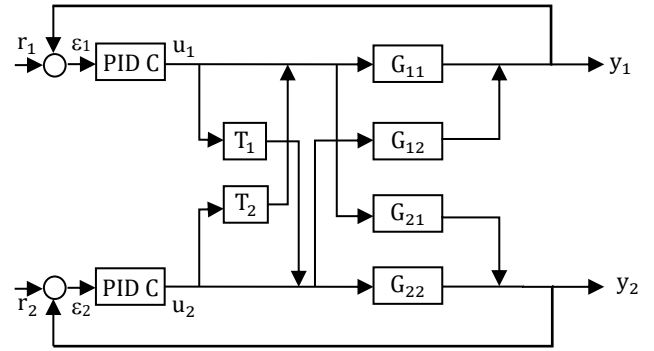 r₁
ε₁
PID C
u₁
G₁₁
y₁
T₁
G₁₂
T₂
G₂₁
r₂
ε₂
PID C
u₂
G₂₂
y₂